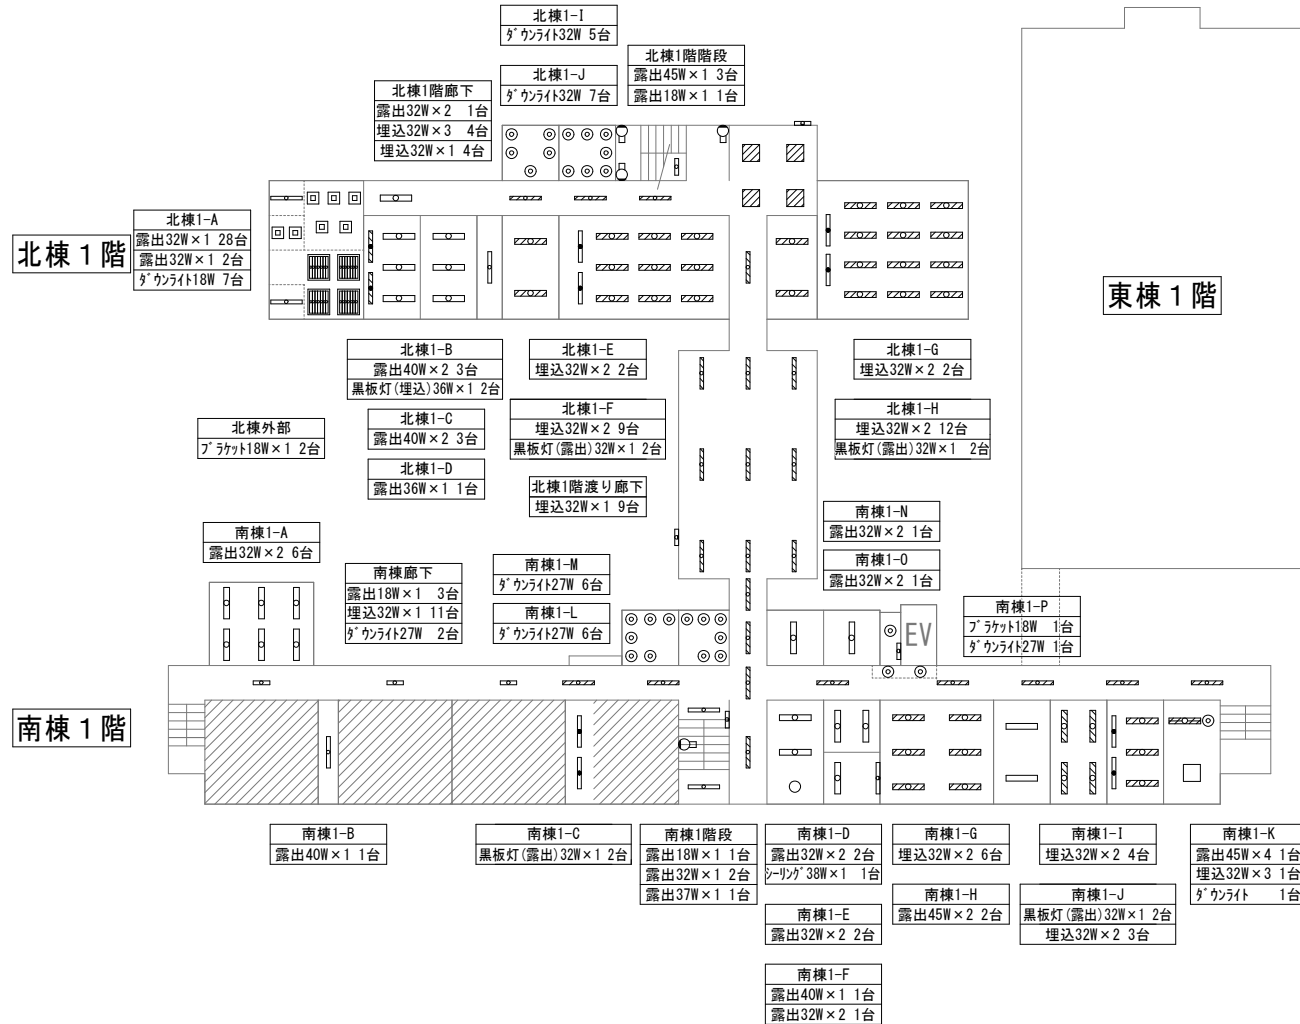 北棟1-I
ﾀﾞｳﾝﾗｲﾄ32W 5台
北棟1-J
ﾀﾞｳﾝﾗｲﾄ32W 7台
北棟1階階段
露出45W×1 3台
露出18W×1 1台
北棟1階廊下
露出32W×2 1台
埋込32W×3 4台
埋込32W×1 4台
北棟1-A
露出32W×1 28台
露出32W×1 2台
ﾀﾞｳﾝﾗｲﾄ18W 7台
北棟１階
東棟１階
北棟1-B
露出40W×2 3台
黒板灯(埋込)36W×1 2台
北棟1-C
露出40W×2 3台
北棟1-D
露出36W×1 1台
北棟1-E
埋込32W×2 2台
北棟1-F
埋込32W×2 9台
黒板灯(露出)32W×1 2台
北棟1階渡り廊下
埋込32W×1 9台
北棟1-G
埋込32W×2 2台
北棟1-H
埋込32W×2 12台
黒板灯(露出)32W×1 2台
北棟外部
ﾌﾞﾗｹｯﾄ18W×1 2台
南棟1-A
露出32W×2 6台
南棟廊下
露出18W×1 3台
埋込32W×1 11台
ﾀﾞｳﾝﾗｲﾄ27W 2台
南棟1-M
ﾀﾞｳﾝﾗｲﾄ27W 6台
南棟1-L
ﾀﾞｳﾝﾗｲﾄ27W 6台
南棟1-N
露出32W×2 1台
南棟1-O
露出32W×2 1台
南棟1-P
ﾌﾞﾗｹｯﾄ18W 1台
ﾀﾞｳﾝﾗｲﾄ27W 1台
EV
南棟１階
南棟1-B
露出40W×1 1台
南棟1-C
黒板灯(露出)32W×1 2台
南棟1階段
露出18W×1 1台
露出32W×1 2台
露出37W×1 1台
南棟1-D
露出32W×2 2台
ｼｰﾘﾝｸﾞ38W×1 1台
南棟1-E
露出32W×2 2台
南棟1-F
露出40W×1 1台
露出32W×2 1台
南棟1-G
埋込32W×2 6台
南棟1-H
露出45W×2 2台
南棟1-I
埋込32W×2 4台
南棟1-J
黒板灯(露出)32W×1 2台
埋込32W×2 3台
南棟1-K
露出45W×4 1台
埋込32W×3 1台
ﾀﾞｳﾝﾗｲﾄ 1台